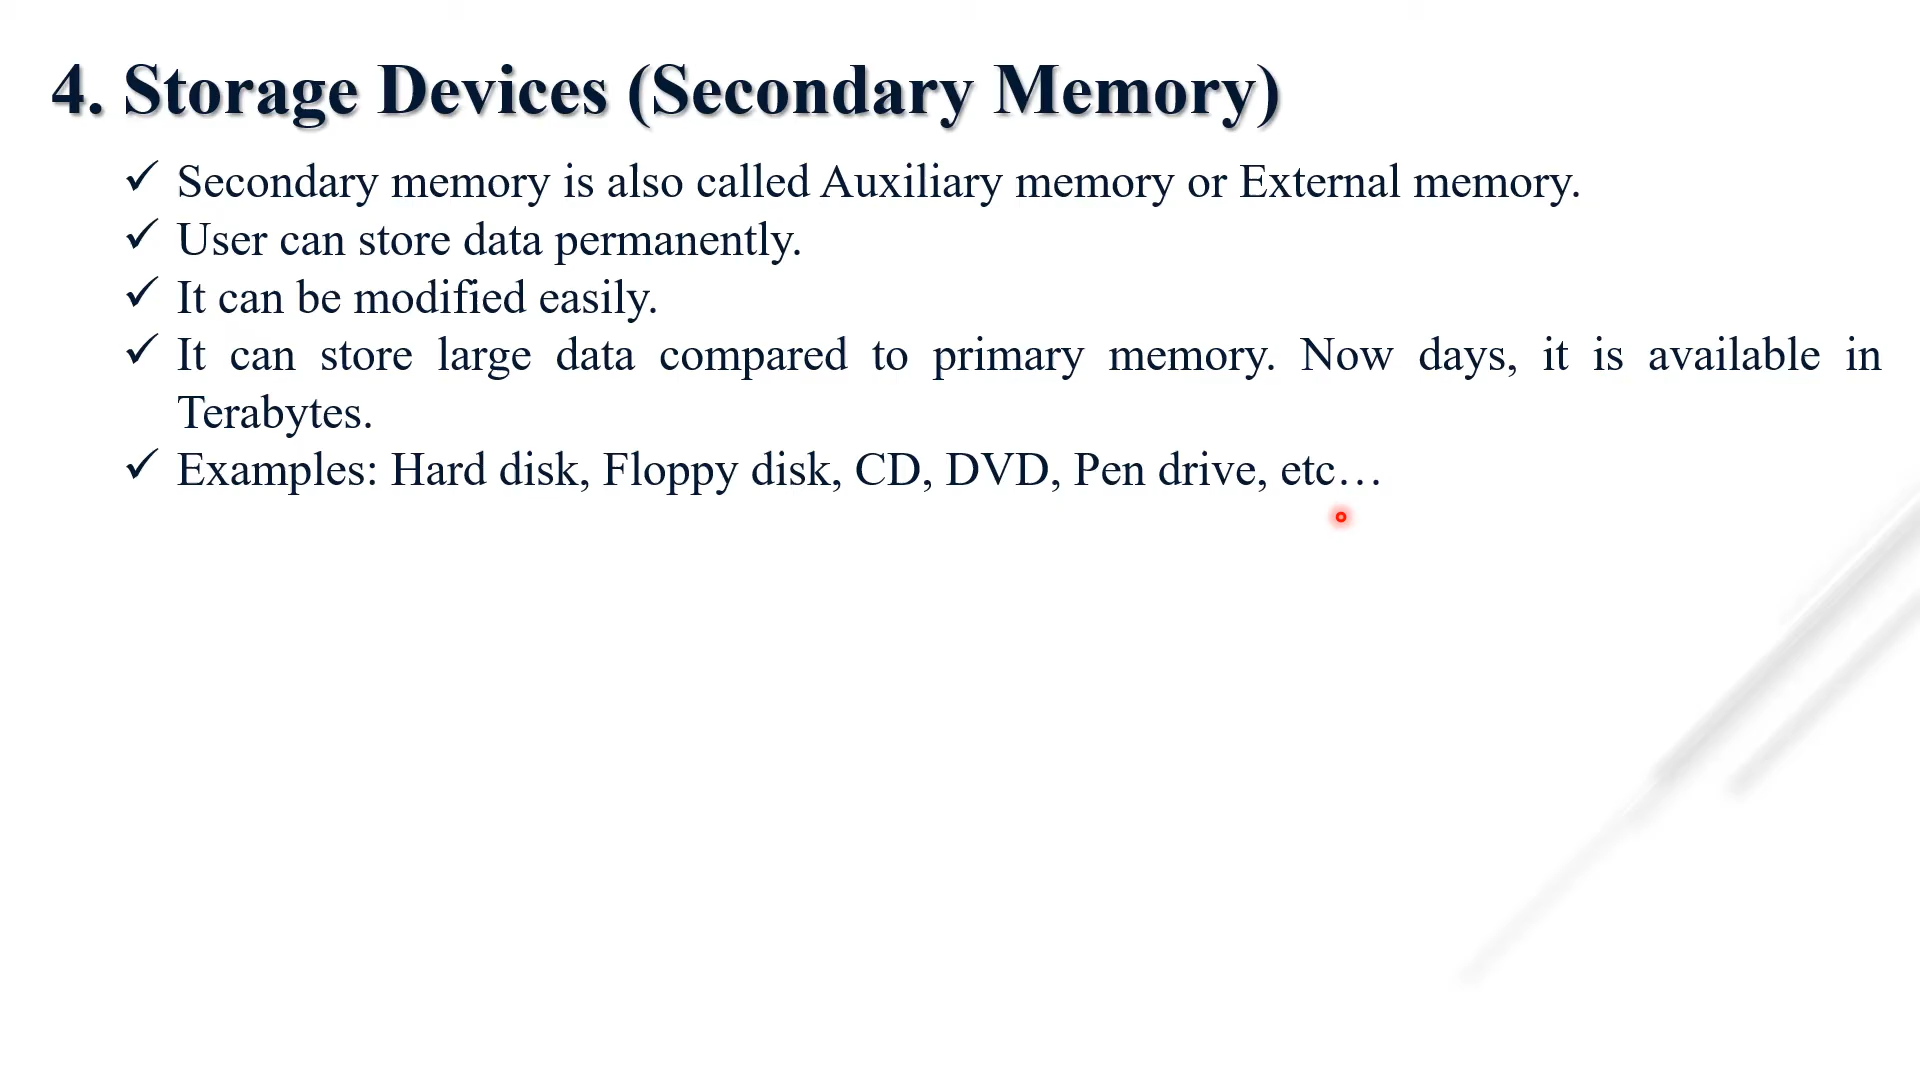 4. Storage Devices (Secondary Memory)
✓ Secondary memory is also called Auxiliary memory or External memory.
✓ User can store data permanently.
✓ It can be modified easily.
✓ It can store large data compared to primary memory. Now days, it is available in
Terabytes.
✓ Examples: Hard disk, Floppy disk, CD, DVD, Pen drive, etc…